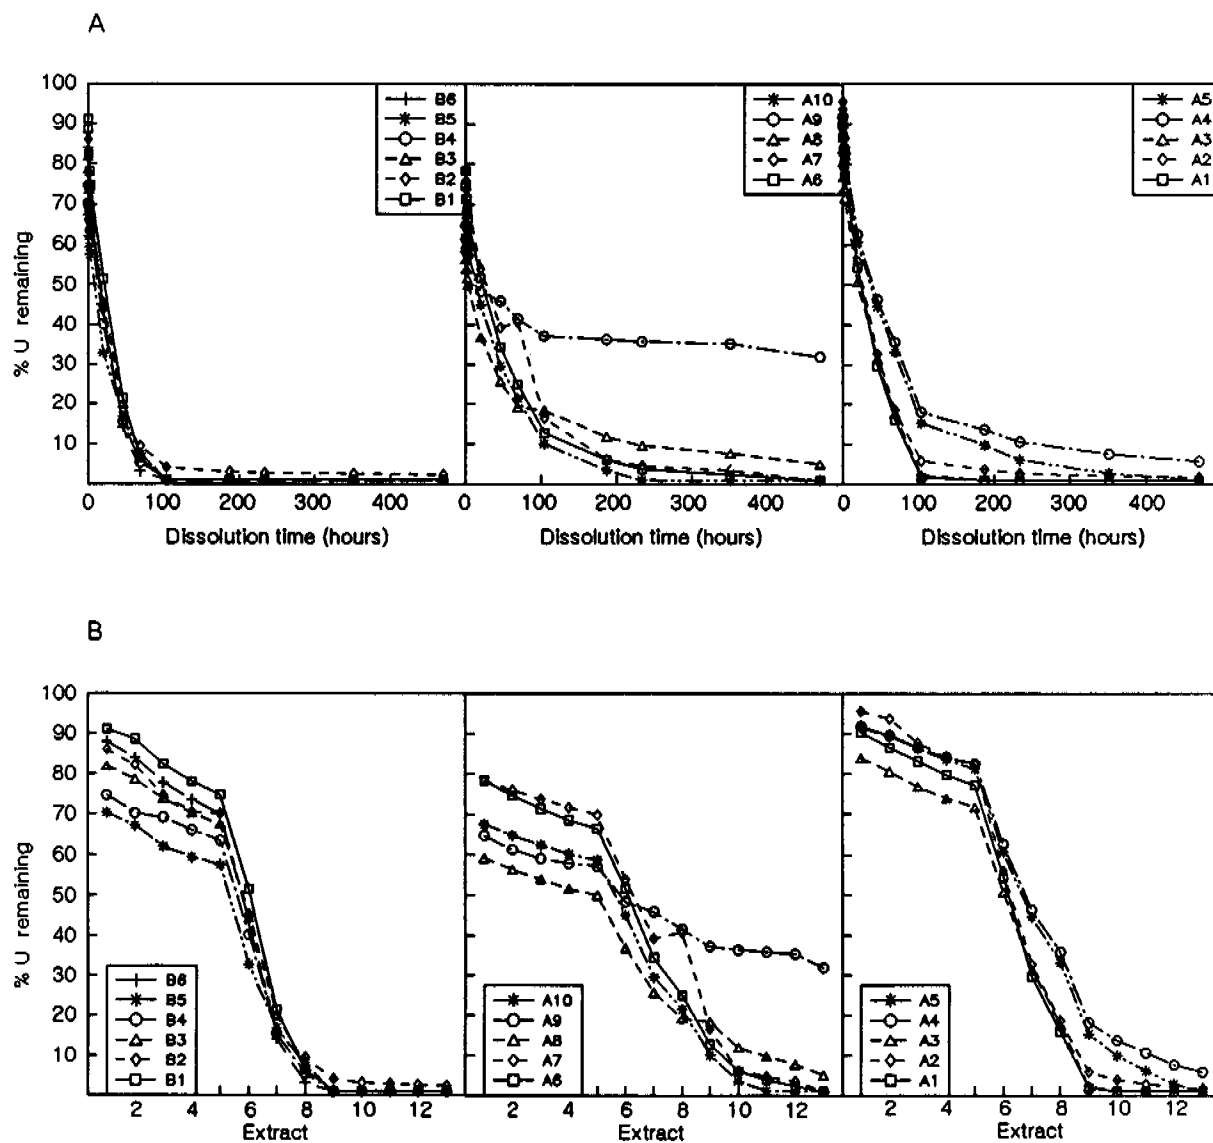 A
100
90
80
70
60
50
40
30
20
10
% U remaining
B6
B5
B4
B3
B2
B1
A10
A9
A8
A7
A6
A5
A4
A3
A2
A1
0 100 200 300 400 0 100 200 300 400 0 100 200 300 400
Dissolution time (hours) Dissolution time (hours) Dissolution time (hours)
B
100
90
80
70
60
50
40
30
20
10
% U remaining
B6
B5
B4
B3
B2
B1
A10
A9
A8
A7
A6
A5
A4
A3
A2
A1
2 4 6 8 10 12 2 4 6 8 10 12 2 4 6 8 10 12
Extract Extract Extract